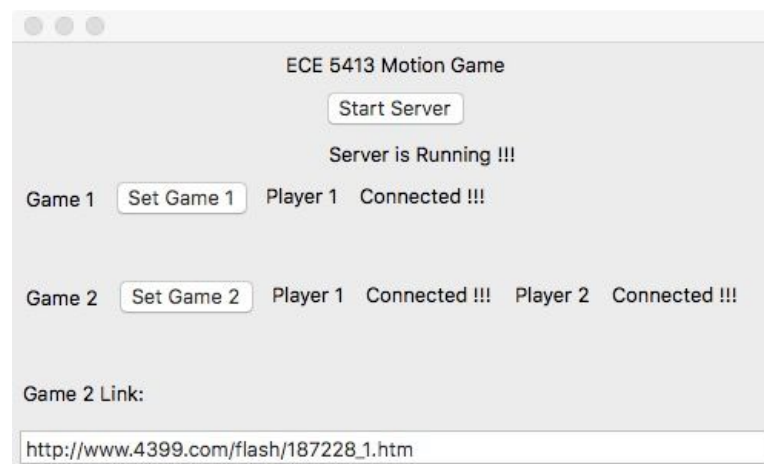 ECE 5413 Motion Game
Start Server
Server is Running !!!
Game 1 Set Game 1 Player 1 Connected !!!
Game 2 Set Game 2 Player 1 Connected !!! Player 2 Connected !!!
Game 2 Link:
http://www.4399.com/flash/187228_1.htm